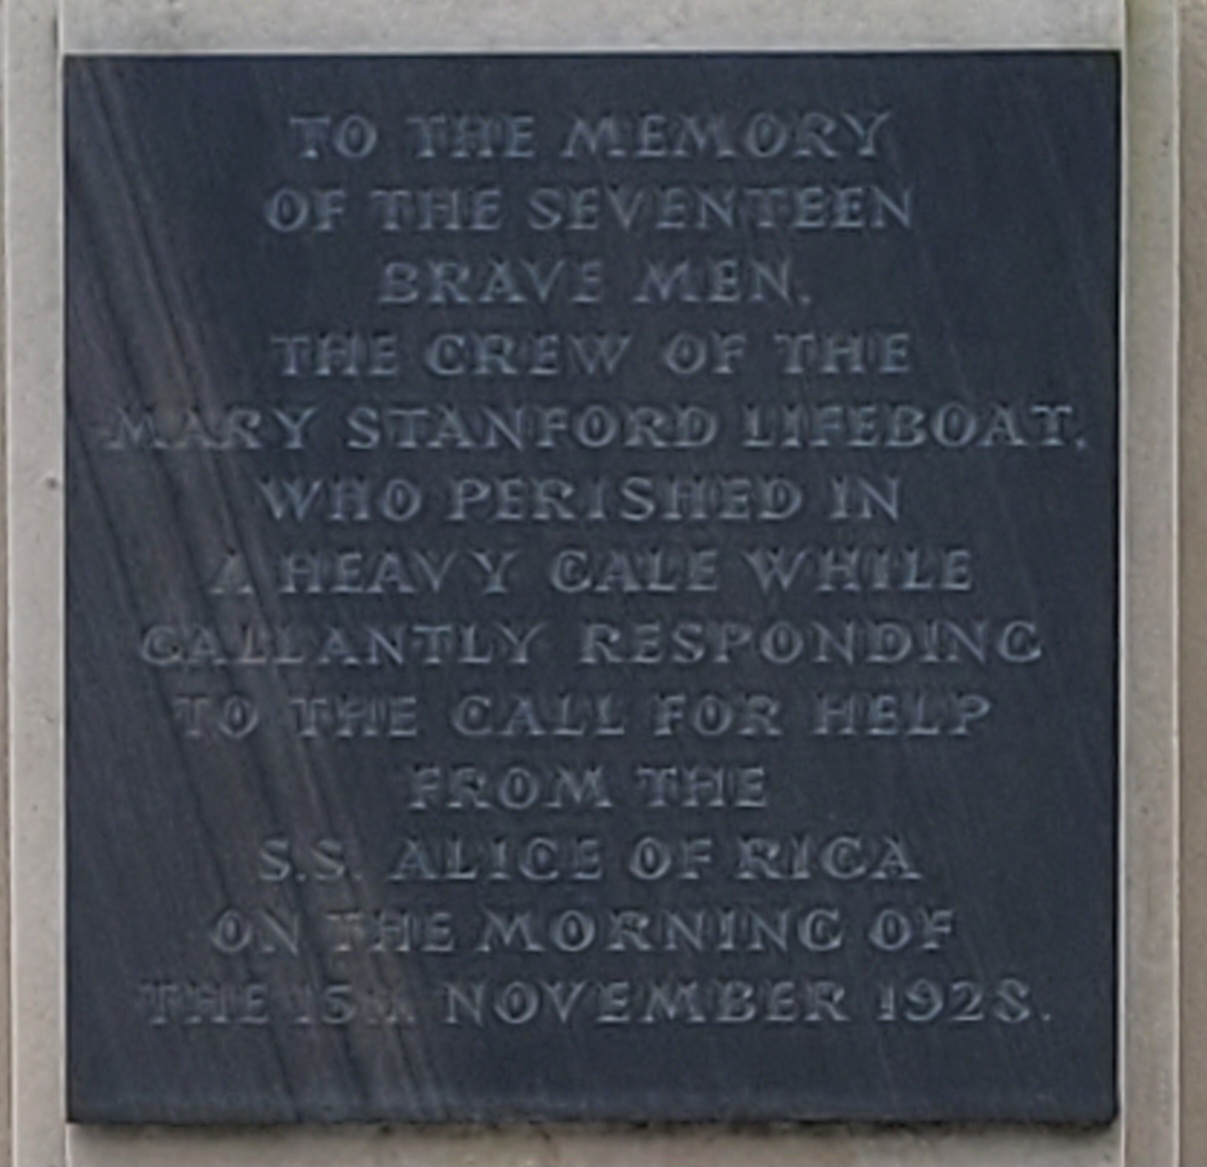 TO THE MEMORY
OF THE SEVENTEEN
BRAVE MEN,
THE CREW OF THE
MARY STANFORD LIFEBOAT,
WHO PERISHED IN
A HEAVY GALE WHILE
GALLANTLY RESPONDING
TO THE CALL FOR HELP
FROM THE
S.S. ALICE OF RIGA
ON THE MORNING OF
THE 15TH NOVEMBER 1928.